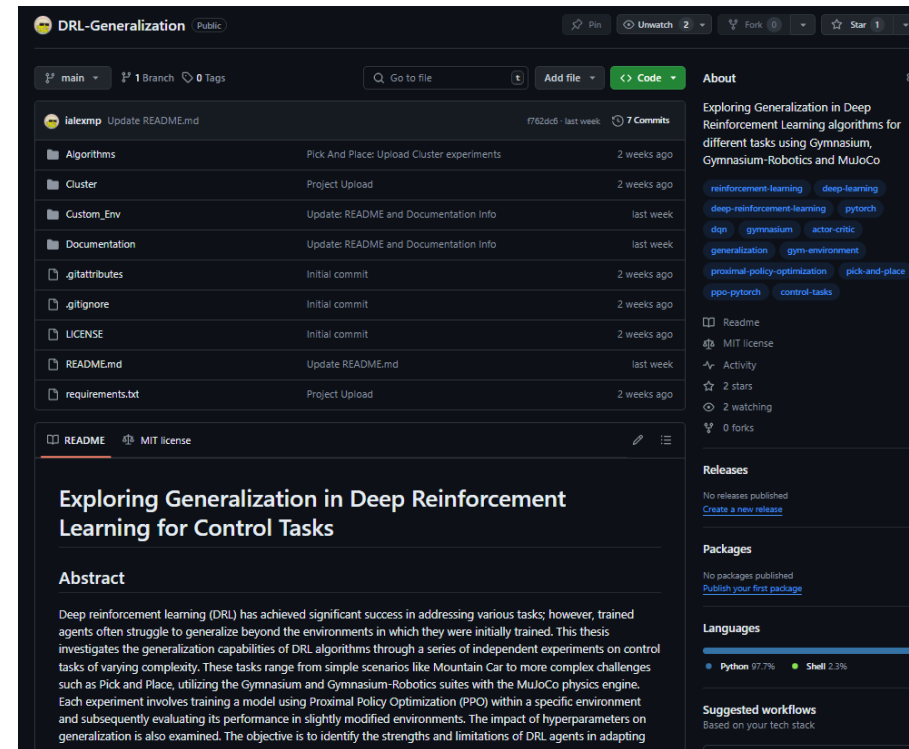 DRL-Generalization Public
Pin
Unwatch 2
Fork 0
Star 1
main
1 Branch
0 Tags
Go to file
t
Add file
Code
ialexmp Update README.md
f762dc6 · last week
7 Commits
Algorithms Pick And Place: Upload Cluster experiments 2 weeks ago
Cluster Project Upload 2 weeks ago
Custom_Env Update: README and Documentation Info last week
Documentation Update: README and Documentation Info last week
.gitattributes Initial commit 2 weeks ago
.gitignore Initial commit 2 weeks ago
LICENSE Initial commit 2 weeks ago
README.md Update README.md last week
requirements.txt Project Upload 2 weeks ago
README
MIT license
Exploring Generalization in Deep Reinforcement
Learning for Control Tasks
Abstract
Deep reinforcement learning (DRL) has achieved significant success in addressing various tasks; however, trained
agents often struggle to generalize beyond the environments in which they were initially trained. This thesis
investigates the generalization capabilities of DRL algorithms through a series of independent experiments on control
tasks of varying complexity. These tasks range from simple scenarios like Mountain Car to more complex challenges
such as Pick and Place, utilizing the Gymnasium and Gymnasium-Robotics suites with the MuJoCo physics engine.
Each experiment involves training a model using Proximal Policy Optimization (PPO) within a specific environment
and subsequently evaluating its performance in slightly modified environments. The impact of hyperparameters on
generalization is also examined. The objective is to identify the strengths and limitations of DRL agents in adapting
About
Exploring Generalization in Deep
Reinforcement Learning algorithms for
different tasks using Gymnasium,
Gymnasium-Robotics and MuJoCo
reinforcement-learning deep-learning
deep-reinforcement-learning pytorch
dqn gymnasium actor-critic
generalization gym-environment
proximal-policy-optimization pick-and-place
ppo-pytorch control-tasks
Readme
MIT license
Activity
2 stars
2 watching
0 forks
Releases
No releases published
Create a new release
Packages
No packages published
Publish your first package
Languages
Python 97.7% Shell 2.3%
Suggested workflows
Based on your tech stack